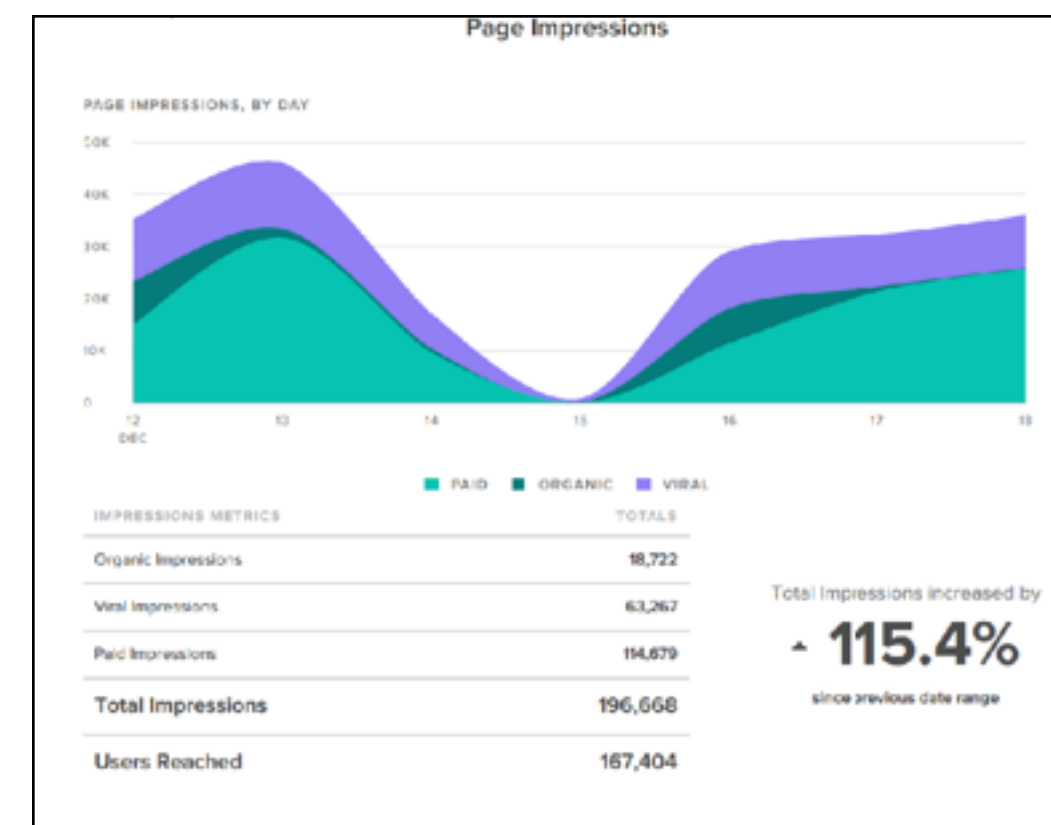 Page Impressions
PAGE IMPRESSIONS, BY DAY
50K
40K
30K
20K
10K
0
12 13 14 15 16 17 18
DEC
PAID ORGANIC VIRAL
IMPRESSIONS METRICS TOTALS
Organic Impressions 18,722
Viral Impressions 63,267
Paid Impressions 114,679
Total Impressions 196,668
Users Reached 167,404
Total Impressions increased by
115.4%
since previous date range